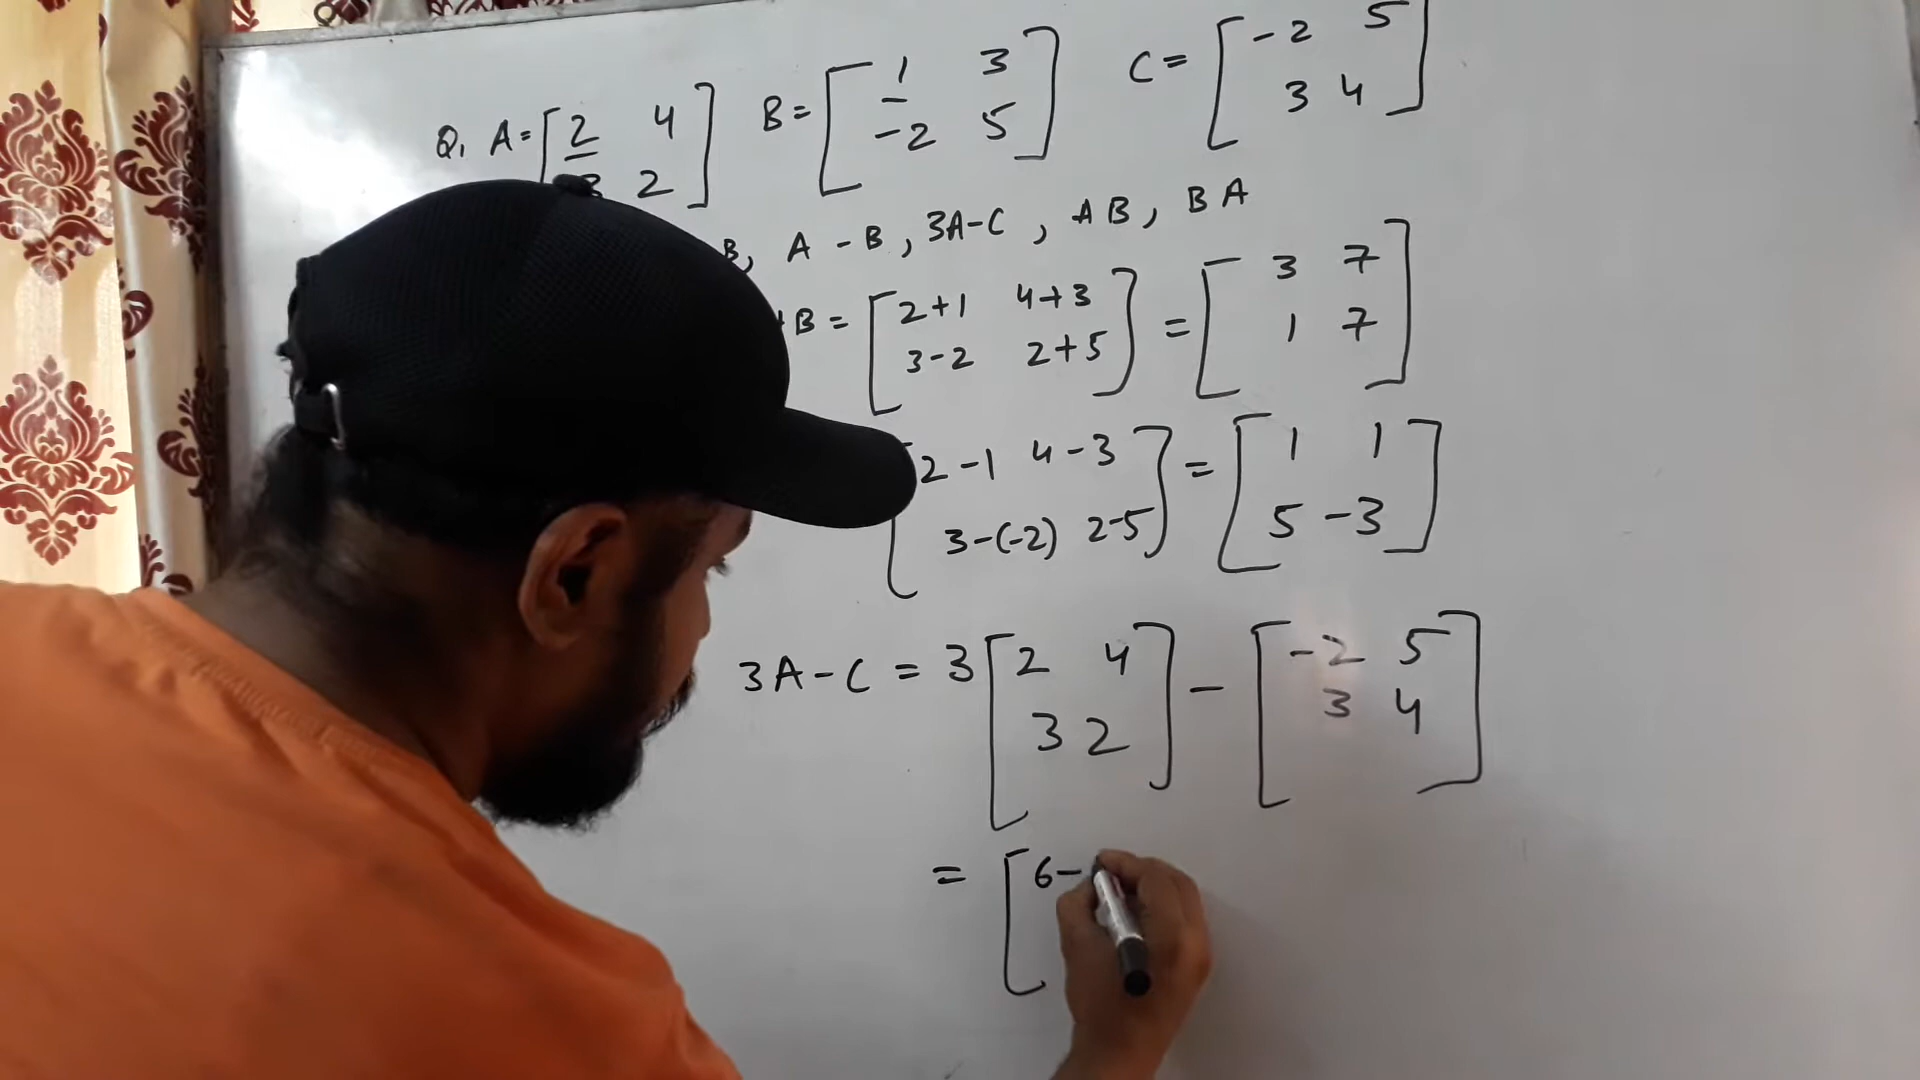 Q. A = [ 2 4 B = [ 1 3 ] C = [ -2 5 ]
2 ] -2 5 3 4
B, A - B, 3A-C, AB, BA
+B = [ 2+1 4+3 ] = [ 3 7 ]
3-2 2+5 1 7
2-1 4-3 ] = [ 1 1 ]
3-(-2) 2-5 5 -3
3A-C = 3 [ 2 4 ] - [ -2 5 ]
3 2 3 4
= [ 6-